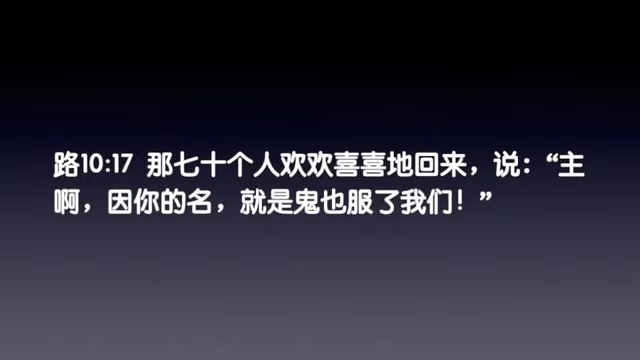 路10:17 那七十个人欢欢喜喜地回来，说：“主
啊，因你的名，就是鬼也服了我们！”